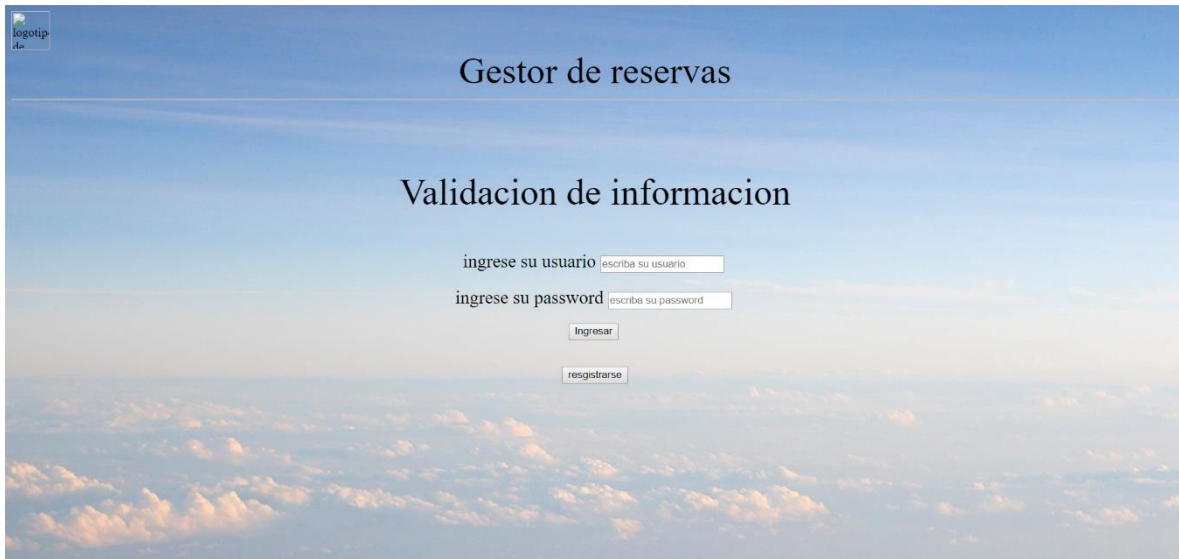 logotip
de
Gestor de reservas
Validacion de informacion
ingrese su usuario escriba su usuario
ingrese su password escriba su password
Ingresar
resgistrarse